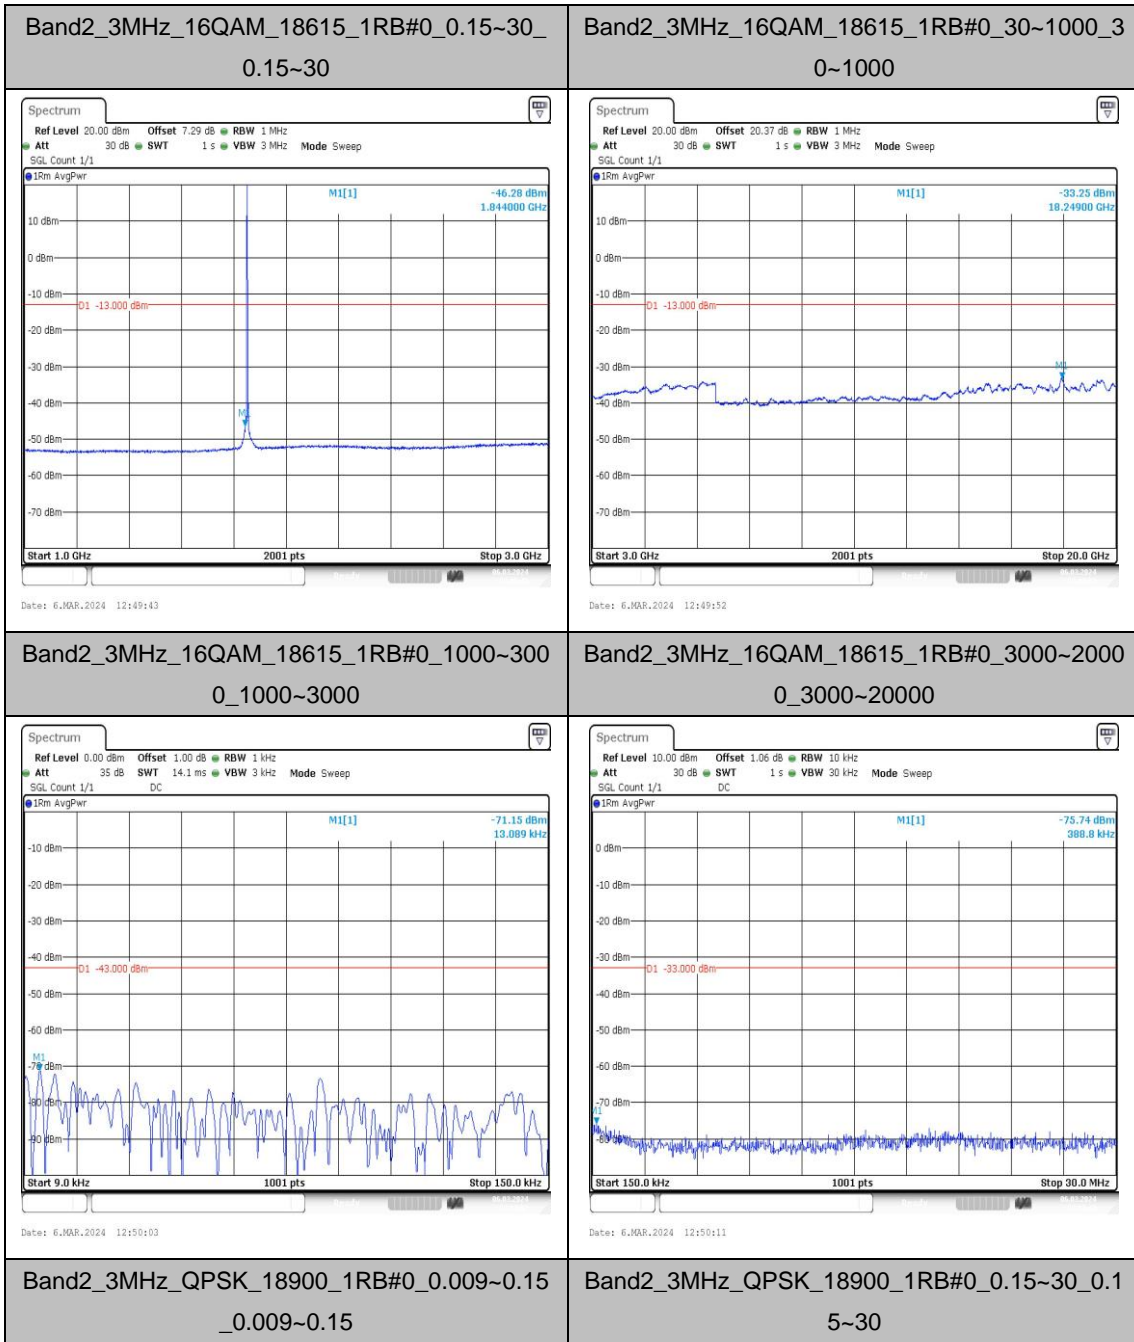 Band2_3MHz_16QAM_18615_1RB#0_0.15~30_
0.15~30
Band2_3MHz_16QAM_18615_1RB#0_30~1000_3
0~1000
Spectrum
Ref Level 20.00 dBm Offset 7.29 dB RBW 1 MHz
Att 30 dB SWT 1 s VBW 3 MHz Mode Sweep
SGL Count 1/1
1Rm AvgPwr
M1[1] -46.28 dBm
1.844000 GHz
10 dBm
0 dBm
-10 dBm
D1 -13.000 dBm
-20 dBm
-30 dBm
-40 dBm
-50 dBm
-60 dBm
-70 dBm
Start 1.0 GHz 2001 pts Stop 3.0 GHz
Date: 6.MAR.2024 12:49:43
Spectrum
Ref Level 20.00 dBm Offset 20.37 dB RBW 1 MHz
Att 30 dB SWT 1 s VBW 3 MHz Mode Sweep
SGL Count 1/1
1Rm AvgPwr
M1[1] -33.25 dBm
18.24900 GHz
10 dBm
0 dBm
-10 dBm
D1 -13.000 dBm
-20 dBm
-30 dBm
M1
-40 dBm
-50 dBm
-60 dBm
-70 dBm
Start 3.0 GHz 2001 pts Stop 20.0 GHz
Date: 6.MAR.2024 12:49:52
Band2_3MHz_16QAM_18615_1RB#0_1000~300
0_1000~3000
Band2_3MHz_16QAM_18615_1RB#0_3000~2000
0_3000~20000
Spectrum
Ref Level 0.00 dBm Offset 1.00 dB RBW 1 kHz
Att 35 dB SWT 14.1 ms VBW 3 kHz Mode Sweep
SGL Count 1/1 DC
1Rm AvgPwr
M1[1] -71.15 dBm
13.089 kHz
-10 dBm
-20 dBm
-30 dBm
-40 dBm
D1 -43.000 dBm
-50 dBm
-60 dBm
M1
-70 dBm
-80 dBm
-90 dBm
Start 9.0 kHz 1001 pts Stop 150.0 kHz
Date: 6.MAR.2024 12:50:03
Spectrum
Ref Level 10.00 dBm Offset 1.06 dB RBW 10 kHz
Att 30 dB SWT 1 s VBW 30 kHz Mode Sweep
SGL Count 1/1 DC
1Rm AvgPwr
M1[1] -75.74 dBm
388.8 kHz
0 dBm
-10 dBm
-20 dBm
-30 dBm
D1 -33.000 dBm
-40 dBm
-50 dBm
-60 dBm
-70 dBm
M1
-80 dBm
Start 150.0 kHz 1001 pts Stop 30.0 MHz
Date: 6.MAR.2024 12:50:11
Band2_3MHz_QPSK_18900_1RB#0_0.009~0.15
_0.009~0.15
Band2_3MHz_QPSK_18900_1RB#0_0.15~30_0.1
5~30